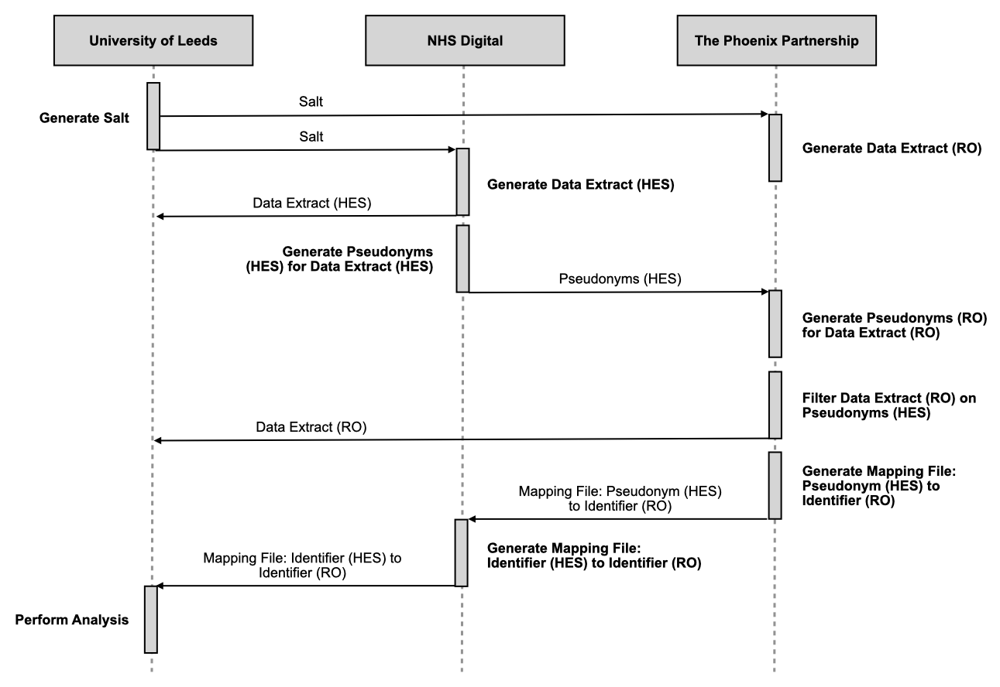 University of Leeds
NHS Digital
The Phoenix Partnership
Salt
Generate Salt
Salt
Generate Data Extract (RO)
Generate Data Extract (HES)
Data Extract (HES)
Generate Pseudonyms
(HES) for Data Extract (HES)
Pseudonyms (HES)
Generate Pseudonyms (RO)
for Data Extract (RO)
Filter Data Extract (RO) on
Pseudonyms (HES)
Data Extract (RO)
Generate Mapping File:
Pseudonym (HES) to
Identifier (RO)
Mapping File: Pseudonym (HES)
to Identifier (RO)
Generate Mapping File:
Identifier (HES) to Identifier (RO)
Mapping File: Identifier (HES) to
Identifier (RO)
Perform Analysis